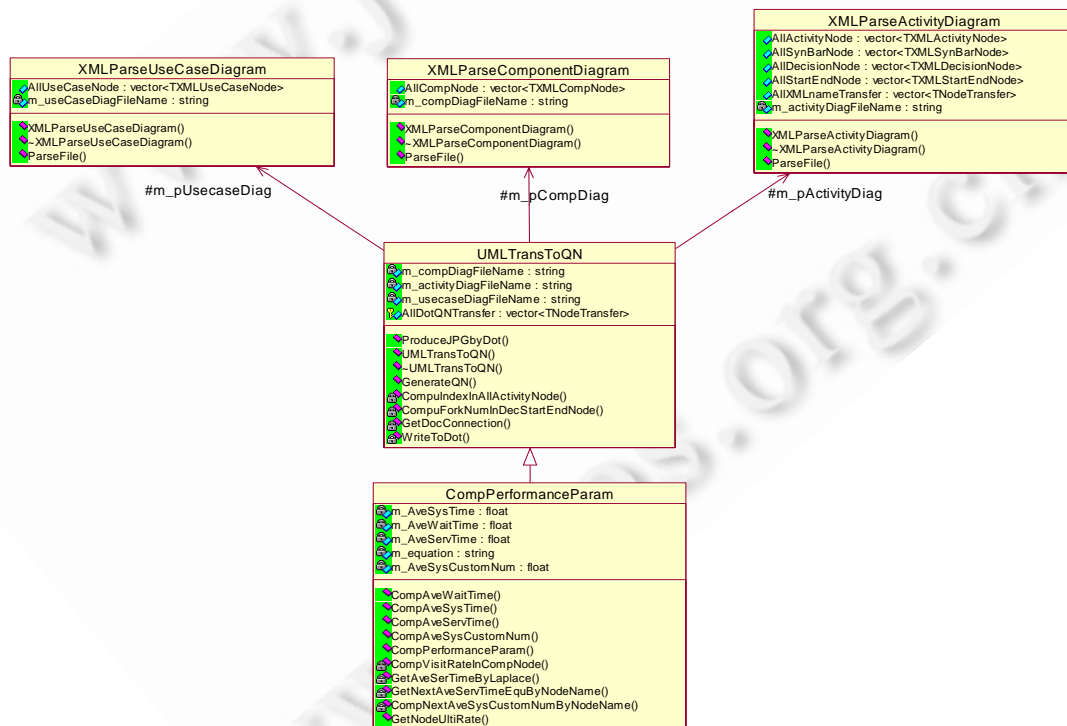 XMLParseUseCaseDiagram
AllUseCaseNode : vector<TXMLUseCaseNode>
m_useCaseDiagFileName : string
XMLParseUseCaseDiagram()
~XMLParseUseCaseDiagram()
ParseFile()
XMLParseComponentDiagram
AllCompNode : vector<TXMLCompNode>
m_compDiagFileName : string
XMLParseComponentDiagram()
~XMLParseComponentDiagram()
ParseFile()
XMLParseActivityDiagram
AllActivityNode : vector<TXMLActivityNode>
AllSynBarNode : vector<TXMLSynBarNode>
AllDecisionNode : vector<TXMLDecisionNode>
AllStartEndNode : vector<TXMLStartEndNode>
AllXMLnameTransfer : vector<TNodeTransfer>
m_activityDiagFileName : string
XMLParseActivityDiagram()
~XMLParseActivityDiagram()
ParseFile()
#m_pUsecaseDiag
#m_pCompDiag
#m_pActivityDiag
UMLTransToQN
m_compDiagFileName : string
m_activityDiagFileName : string
m_usecaseDiagFileName : string
AllDotQNTransfer : vector<TNodeTransfer>
ProduceJPGbyDot()
UMLTransToQN()
~UMLTransToQN()
GenerateQN()
CompuIndexInAllActivityNode()
CompuForkNumInDecStartEndNode()
GetDocConnection()
WriteToDot()
CompPerformanceParam
m_AveSysTime : float
m_AveWaitTime : float
m_AveServTime : float
m_equation : string
m_AveSysCustomNum : float
CompAveWaitTime()
CompAveSysTime()
CompAveServTime()
CompAveSysCustomNum()
CompPerformanceParam()
CompVisitRateInCompNode()
GetAveSerTimeByLaplace()
GetNextAveServTimeEquByNodeName()
CompNextAveSysCustomNumByNodeName()
GetNodeUltiRate()